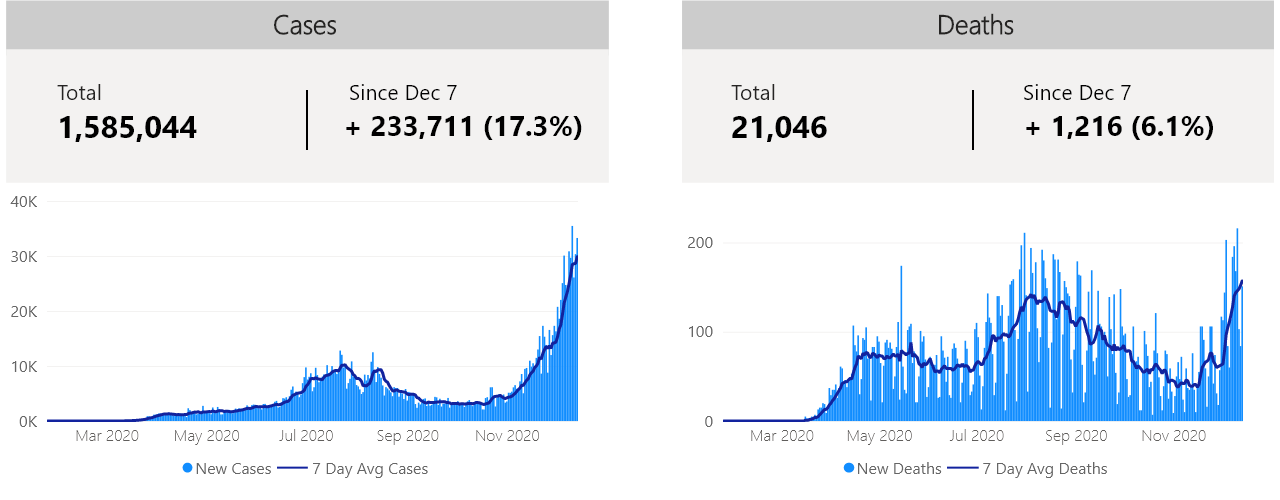 Cases
Total
1,585,044
Since Dec 7
+ 233,711 (17.3%)
40K
30K
20K
10K
0K
Mar 2020 May 2020 Jul 2020 Sep 2020 Nov 2020
New Cases 7 Day Avg Cases
Deaths
Total
21,046
Since Dec 7
+ 1,216 (6.1%)
200
100
0
Mar 2020 May 2020 Jul 2020 Sep 2020 Nov 2020
New Deaths 7 Day Avg Deaths